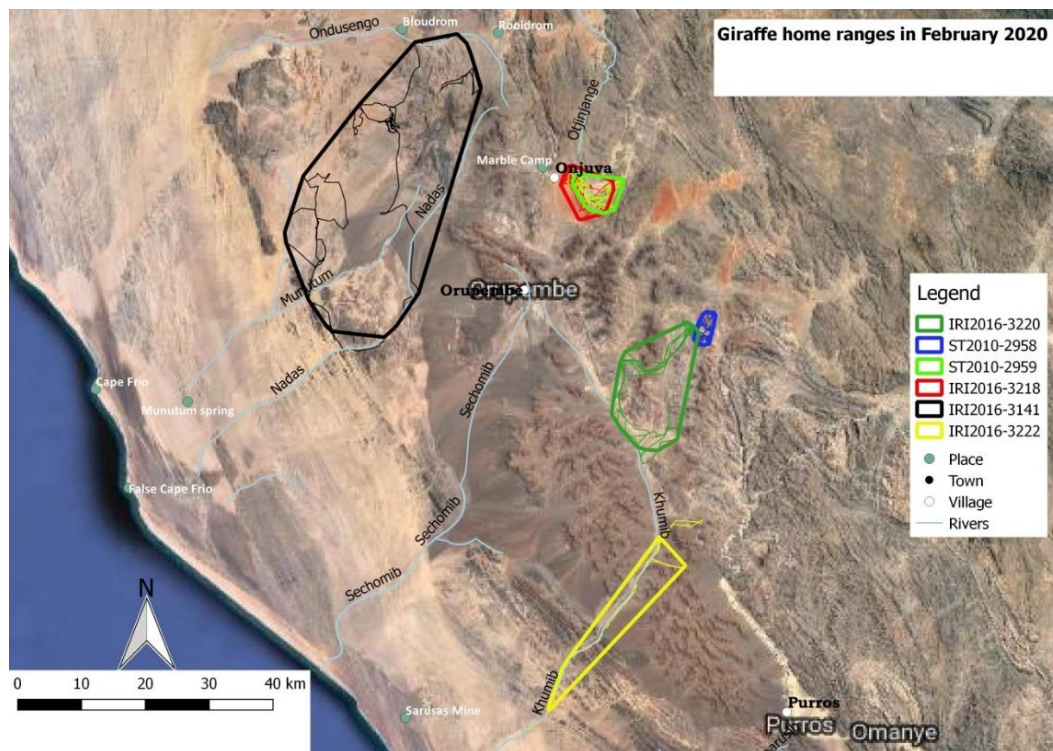 Giraffe home ranges in February 2020
Ondusengo
Bloudrom
Rooidrom
Otjinjange
Marble Camp
Onjuva
Nadas
Munutum
Orupembe
Orupembe
Nadas
Cape Frio
Munutum spring
Sechomib
False Cape Frio
Sechomib
Sechomib
Khumib
Khumib
Sarusas Mine
Purros
Purros
Omanye
Legend
IRI2016-3220
ST2010-2958
ST2010-2959
IRI2016-3218
IRI2016-3141
IRI2016-3222
Place
Town
Village
Rivers
N
0 10 20 30 40 km